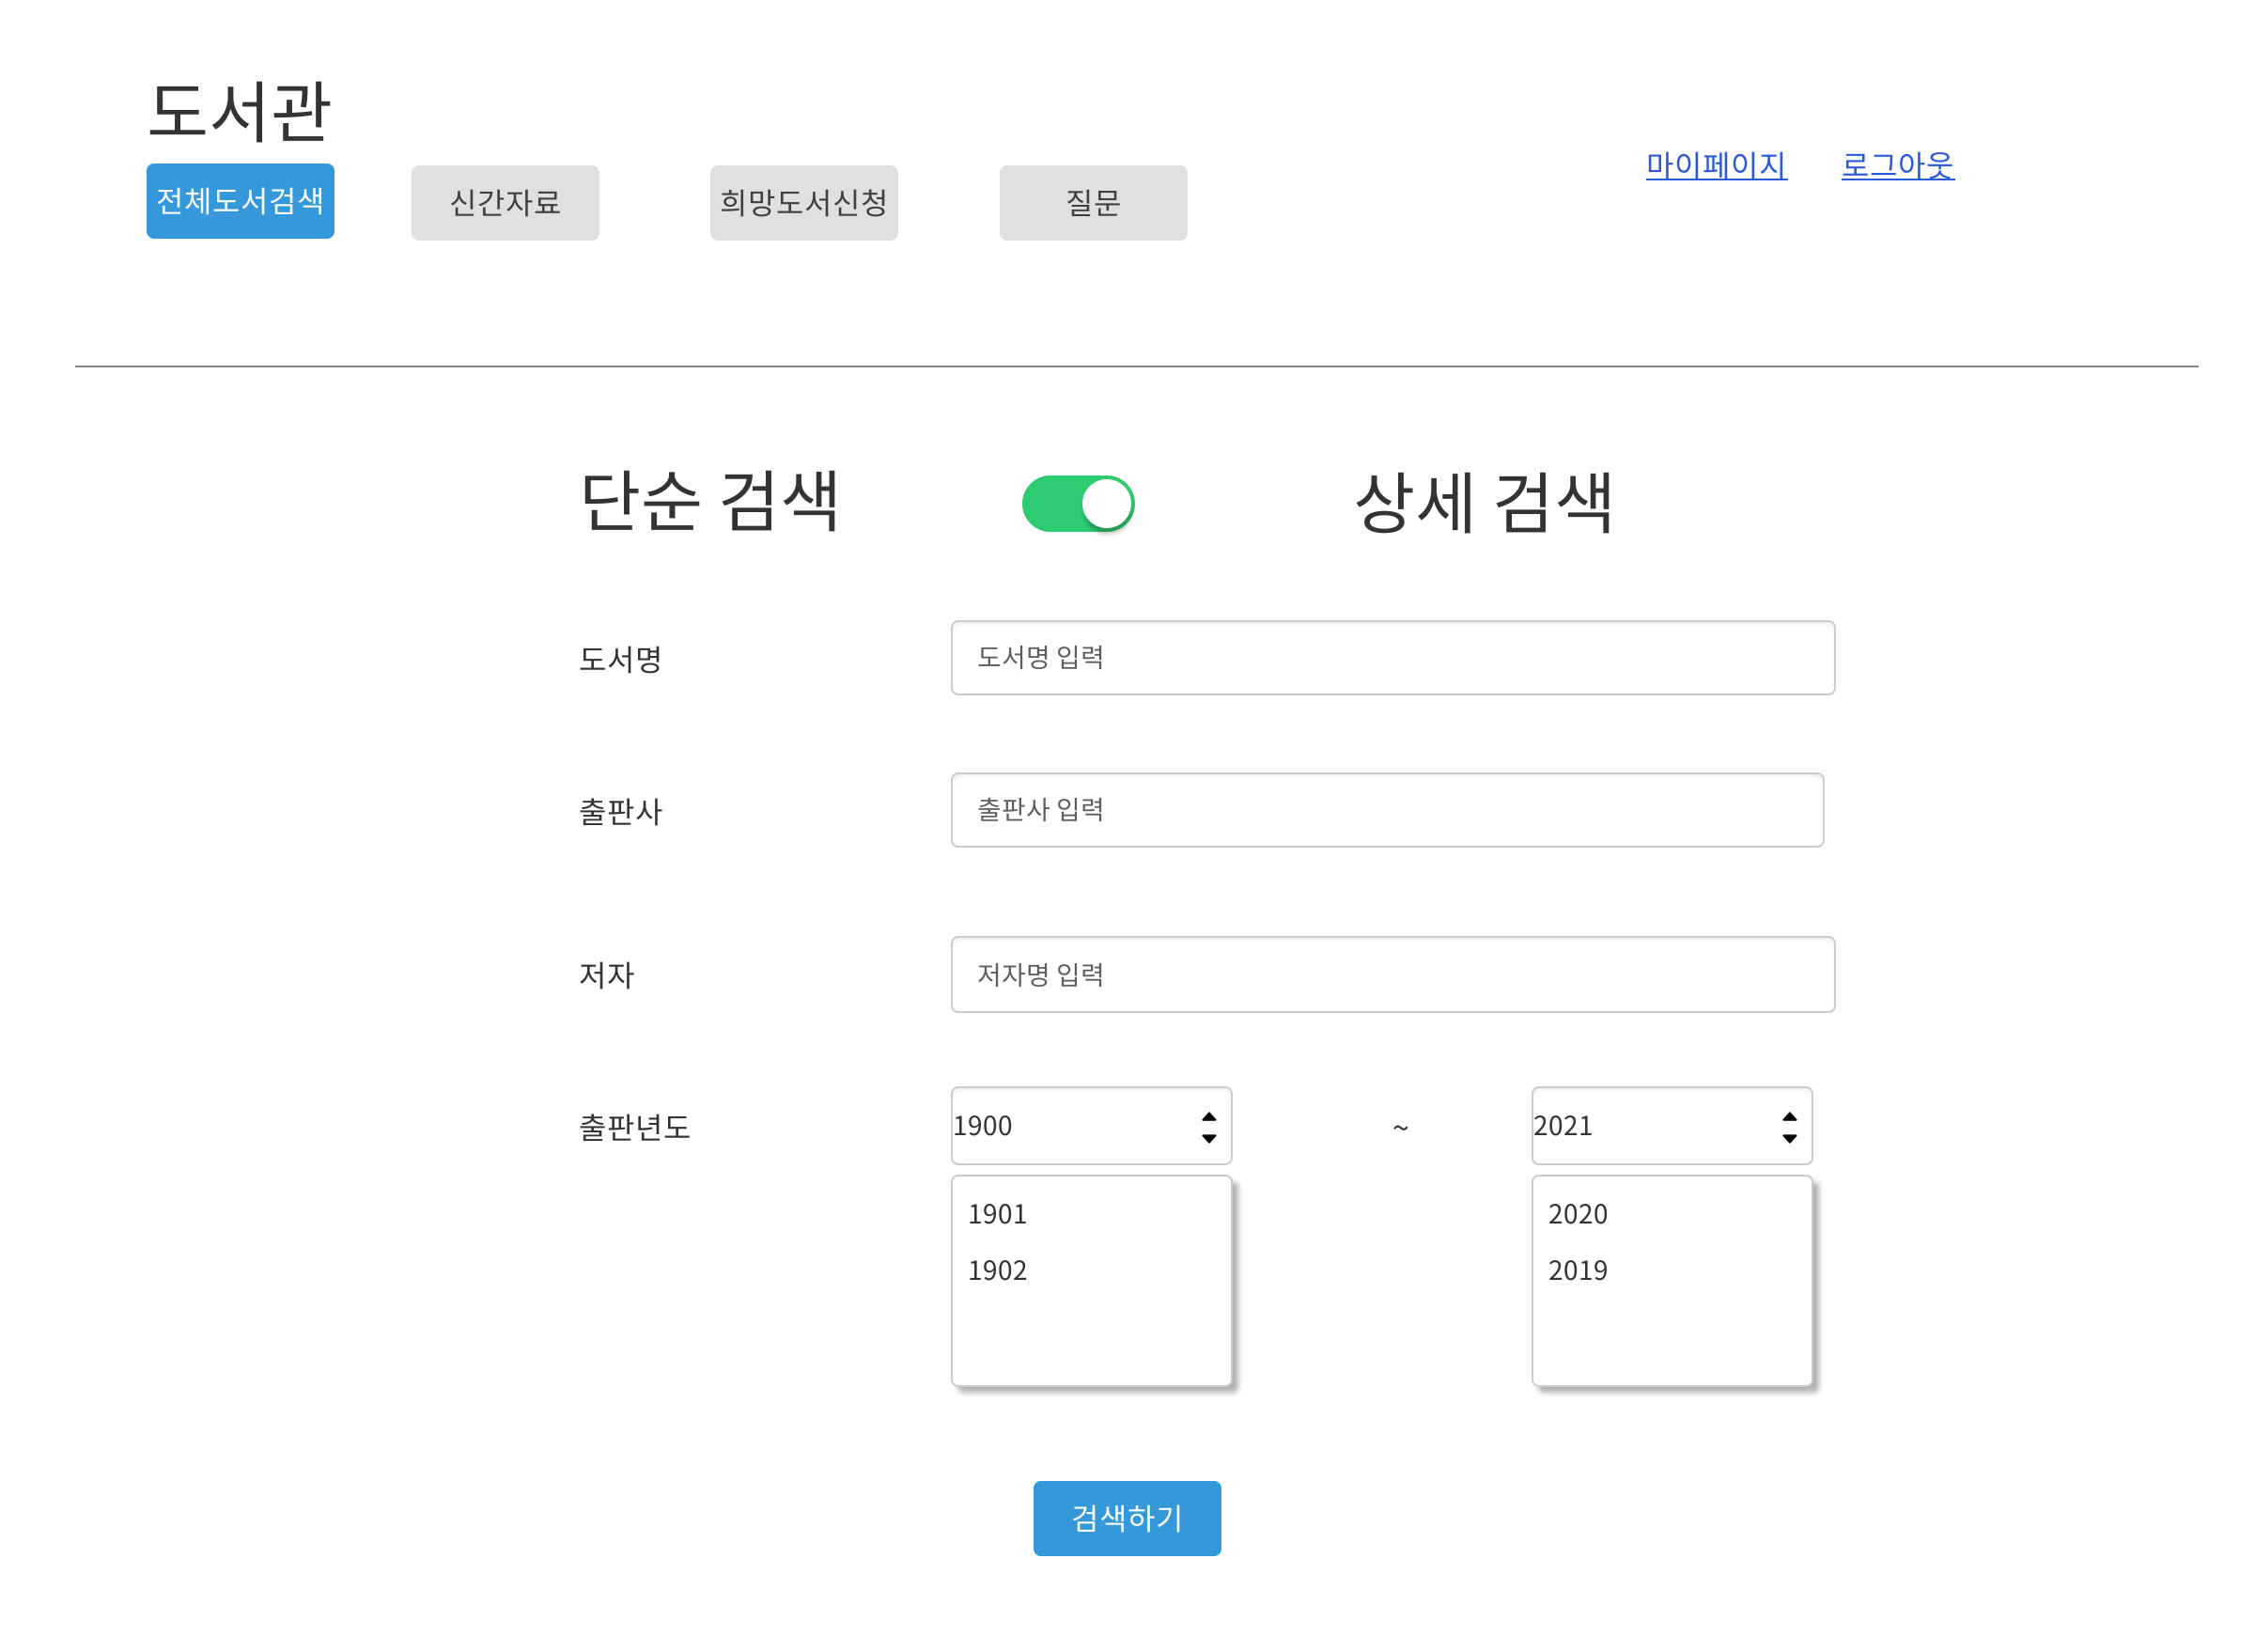 도서관
마이페이지 로그아웃
전체도서검색 신간자료 희망도서신청 질문
단순 검색 상세 검색
도서명 도서명 입력
출판사 출판사 입력
저자 저자명 입력
출판년도 1900 ~ 2021
1901 2020
1902 2019
검색하기